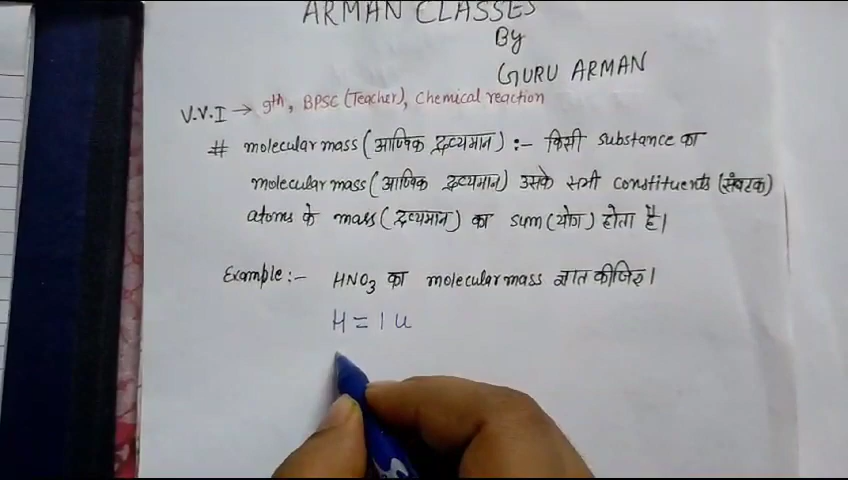 ARMAN CLASSES
By
GURU ARMAN
V.V.I → 9th, BPSC (Teacher), Chemical reaction
# molecular mass (आण्विक द्रव्यमान) :- किसी substance का
molecular mass (आण्विक द्रव्यमान) उसके सभी constituents (संघटक)
atoms के mass (द्रव्यमान) का sum (योग) होता है।
Example :- HNO₃ का molecular mass ज्ञात कीजिए।
H = 1 u